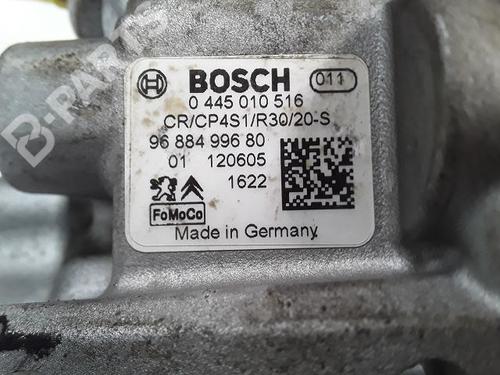 B-PARTS
BOSCH 011
0 445 010 516
CR/CP4S1/R30/20-S
96 884 996 80
01 120605
1622
FoMoCo
Made in Germany